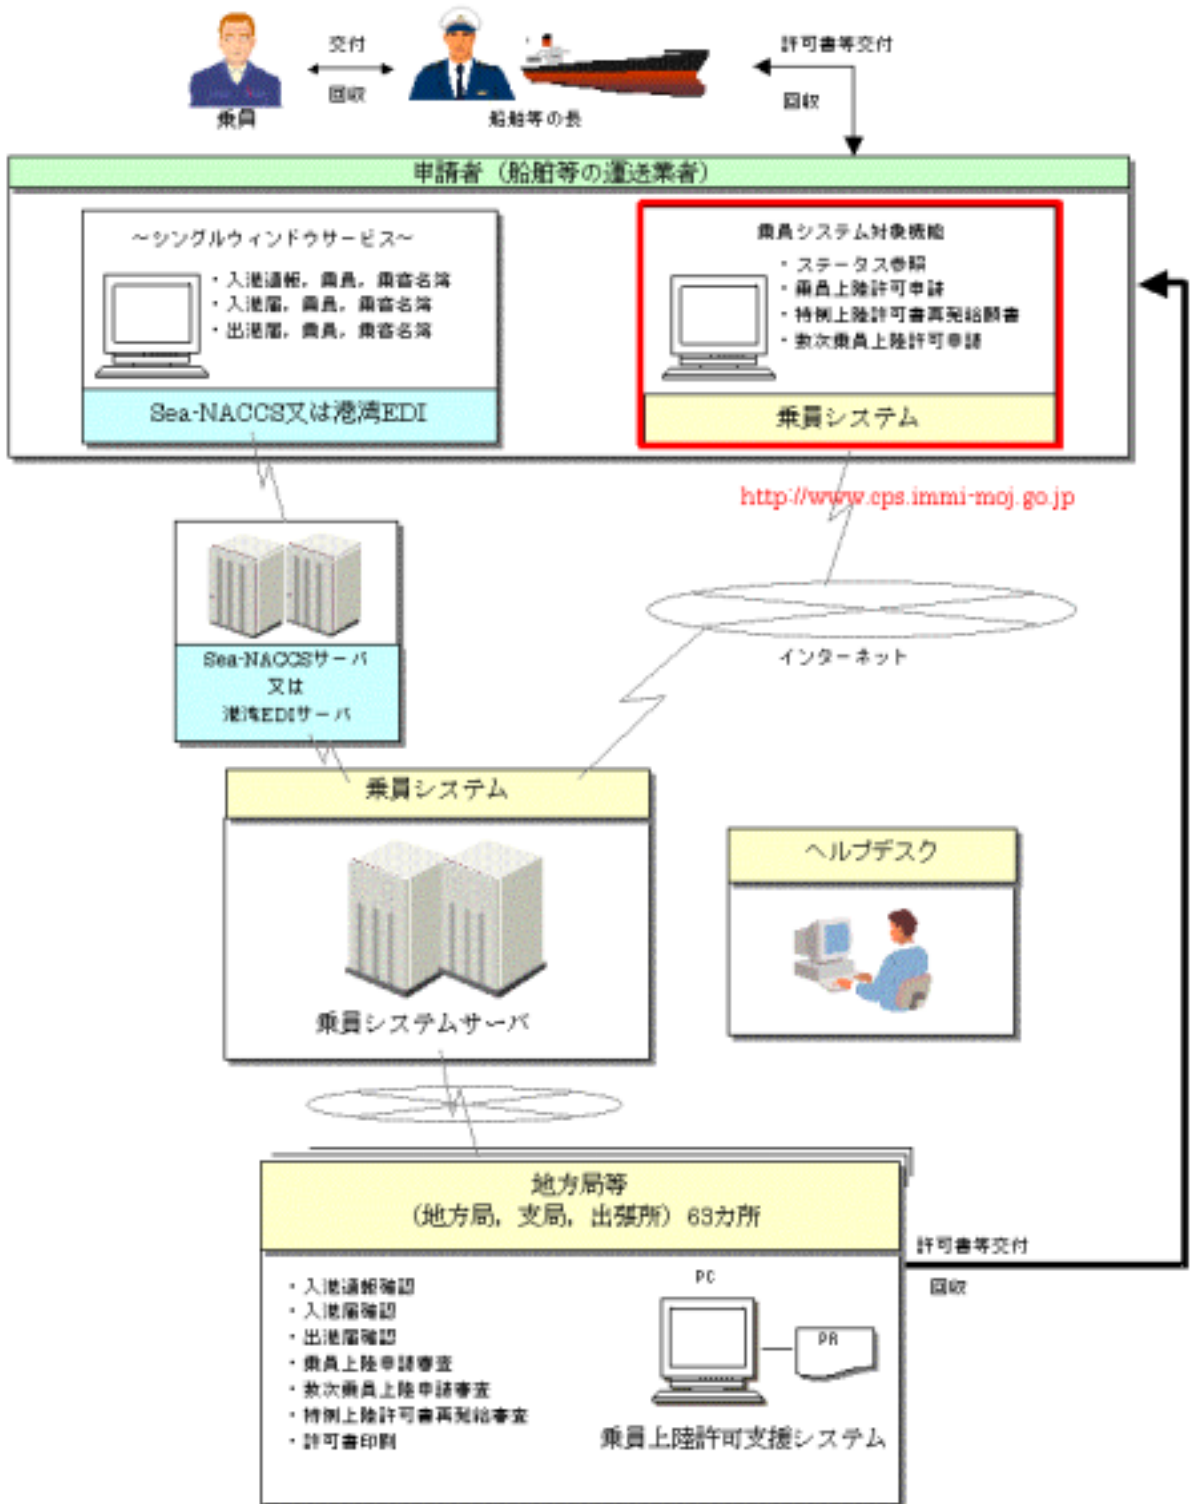 交付
回収
許可書等交付
回収
乗員
船舶等の長
申請者（船舶等の運送業者）
～シングルウィンドウサービス～
・入港通報，乗員，乗客名簿
・入港届，乗員，乗客名簿
・出港届，乗員，乗客名簿
Sea-NACCS又は港湾EDI
乗員システム対象機能
・ステータス参照
・乗員上陸許可申請
・特例上陸許可書再発給願書
・数次乗員上陸許可申請
乗員システム
http://www.cps.immi-moj.go.jp
インターネット
Sea-NACCSサーバ
又は
港湾EDIサーバ
乗員システム
乗員システムサーバ
ヘルプデスク
地方局等
（地方局，支局，出張所）63カ所
許可書等交付
回収
・入港通報確認
・入港届確認
・出港届確認
・乗員上陸申請審査
・数次乗員上陸申請審査
・特例上陸許可書再発給審査
・許可書印刷
PC
PR
乗員上陸許可支援システム